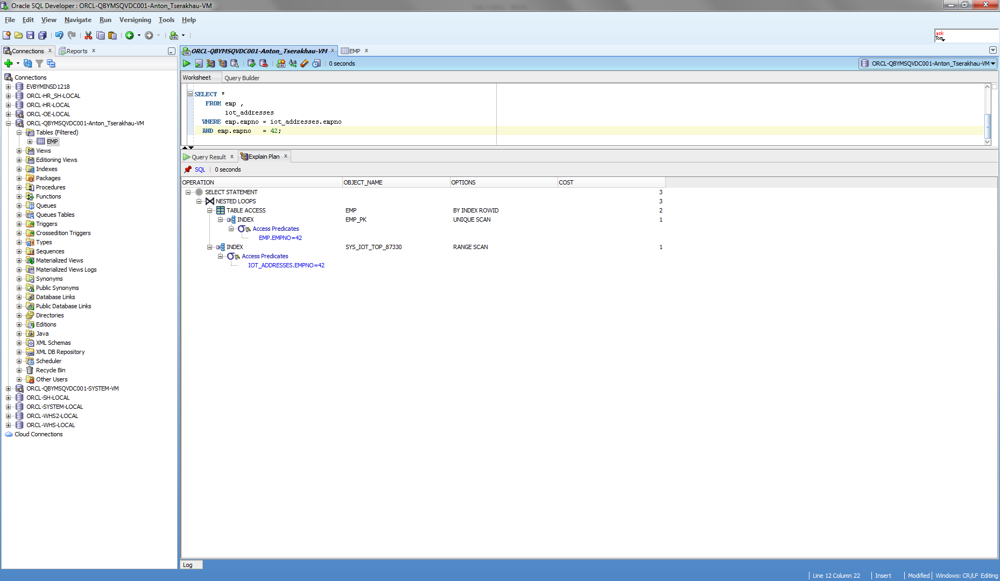 Oracle SQL Developer : ORCL-QBYMSQVDC001-Anton_Tserakhau-VM
File Edit View Navigate Run Versioning Tools Help
ask
Tom
Connections x Reports x
Connections
EVBYMINSD1218
ORCL-HR_SH-LOCAL
ORCL-HR-LOCAL
ORCL-OE-LOCAL
ORCL-QBYMSQVDC001-Anton_Tserakhau-VM
Tables (Filtered)
EMP
Views
Editioning Views
Indexes
Packages
Procedures
Functions
Queues
Queues Tables
Triggers
Crossedition Triggers
Types
Sequences
Materialized Views
Materialized Views Logs
Synonyms
Public Synonyms
Database Links
Public Database Links
Directories
Editions
Java
XML Schemas
XML DB Repository
Scheduler
Recycle Bin
Other Users
ORCL-QBYMSQVDC001-SYSTEM-VM
ORCL-SH-LOCAL
ORCL-SYSTEM-LOCAL
ORCL-WHS2-LOCAL
ORCL-WHS-LOCAL
Cloud Connections
ORCL-QBYMSQVDC001-Anton_Tserakhau-VM x EMP x
0 seconds ORCL-QBYMSQVDC001-Anton_Tserakhau-VM
Worksheet Query Builder
SELECT *
FROM emp ,
iot_addresses
WHERE emp.empno = iot_addresses.empno
AND emp.empno = 42;
Query Result x Explain Plan x
SQL 0 seconds
OPERATION OBJECT_NAME OPTIONS COST
SELECT STATEMENT 3
NESTED LOOPS 3
TABLE ACCESS EMP BY INDEX ROWID 2
INDEX EMP_PK UNIQUE SCAN 1
Access Predicates
EMP.EMPNO=42
INDEX SYS_IOT_TOP_87330 RANGE SCAN 1
Access Predicates
IOT_ADDRESSES.EMPNO=42
Log
Line 12 Column 22 Insert Modified Windows: CR/LF Editing